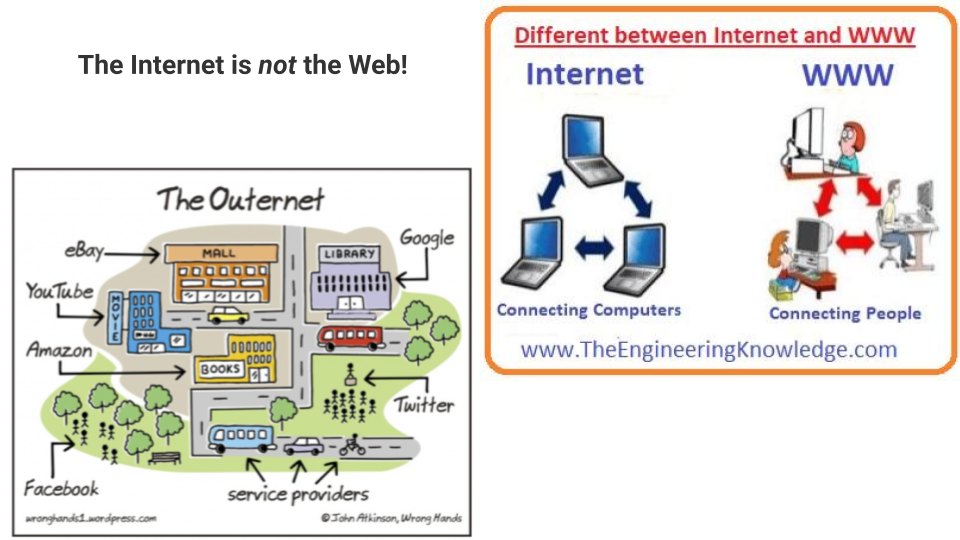 The Internet is not the Web!
The Outernet
eBay
MALL
LIBRARY
Google
YouTube
MOVIE
Amazon
BOOKS
Twitter
Facebook
service providers
wronghands1.wordpress.com
© John Atkinson, Wrong Hands
Different between Internet and WWW
Internet
WWW
Connecting Computers
Connecting People
www.TheEngineeringKnowledge.com